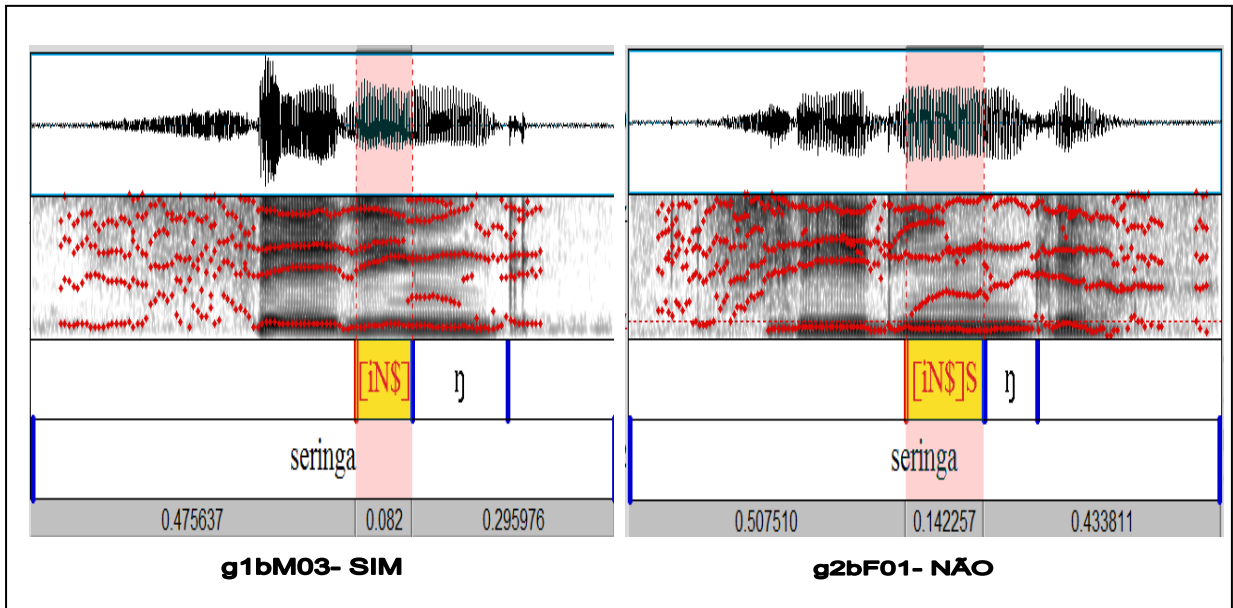 [iN$]
ŋ
seringa
0.475637
0.082
0.295976
g1bM03- SIM
[iN$]S
ŋ
seringa
0.507510
0.142257
0.433811
g2bF01- NÃO